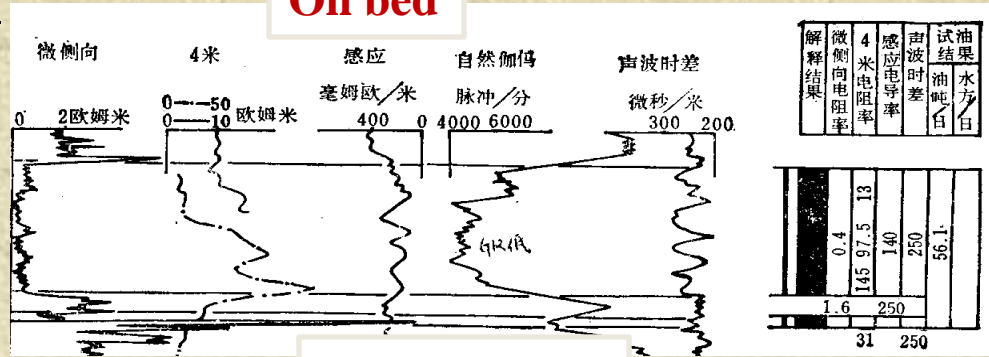 Oil bed
微侧向
4米
感应
自然伽码
声波时差
毫姆欧/米
脉冲/分
微秒/米
0 2欧姆米
0 50
0 10 欧姆米
400 0
4000 6000
300 200
GR低
解释结果
微侧向电阻率
4米电阻率
感应电导率
声波时差
试油结果
油吨/日
水方/日
0.4
145 97.5 13
140
250
56.1
1.6 250
31 250